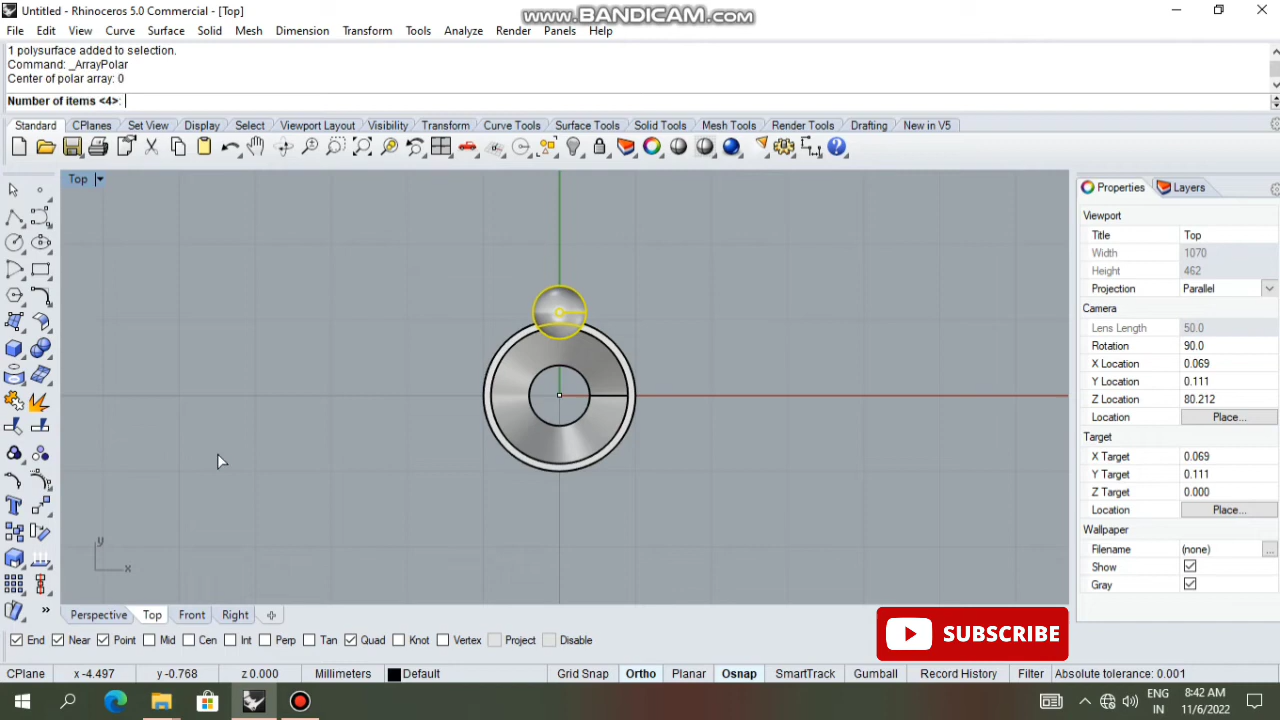 Untitled - Rhinoceros 5.0 Commercial - [Top]
www.BANDICAM.com
File Edit View Curve Surface Solid Mesh Dimension Transform Tools Analyze Render Panels Help
1 polysurface added to selection.
Command: _ArrayPolar
Center of polar array: 0
Number of items <4>:
Standard CPlanes Set View Display Select Viewport Layout Visibility Transform Curve Tools Surface Tools Solid Tools Mesh Tools Render Tools Drafting New in V5
Top
Properties Layers
Viewport
Title Top
Width 1070
Height 462
Projection Parallel
Camera
Lens Length 50.0
Rotation 90.0
X Location 0.069
Y Location 0.111
Z Location 80.212
Location Place...
Target
X Target 0.069
Y Target 0.111
Z Target 0.000
Location Place...
Wallpaper
Filename (none) ...
Show
Gray
y
x
Perspective Top Front Right
SUBSCRIBE
End Near Point Mid Cen Int Perp Tan Quad Knot Vertex Project Disable
CPlane x -4.497 y -0.768 z 0.000 Millimeters Default Grid Snap Ortho Planar Osnap SmartTrack Gumball Record History Filter Absolute tolerance: 0.001
ENG
IN
8:42 AM
11/6/2022